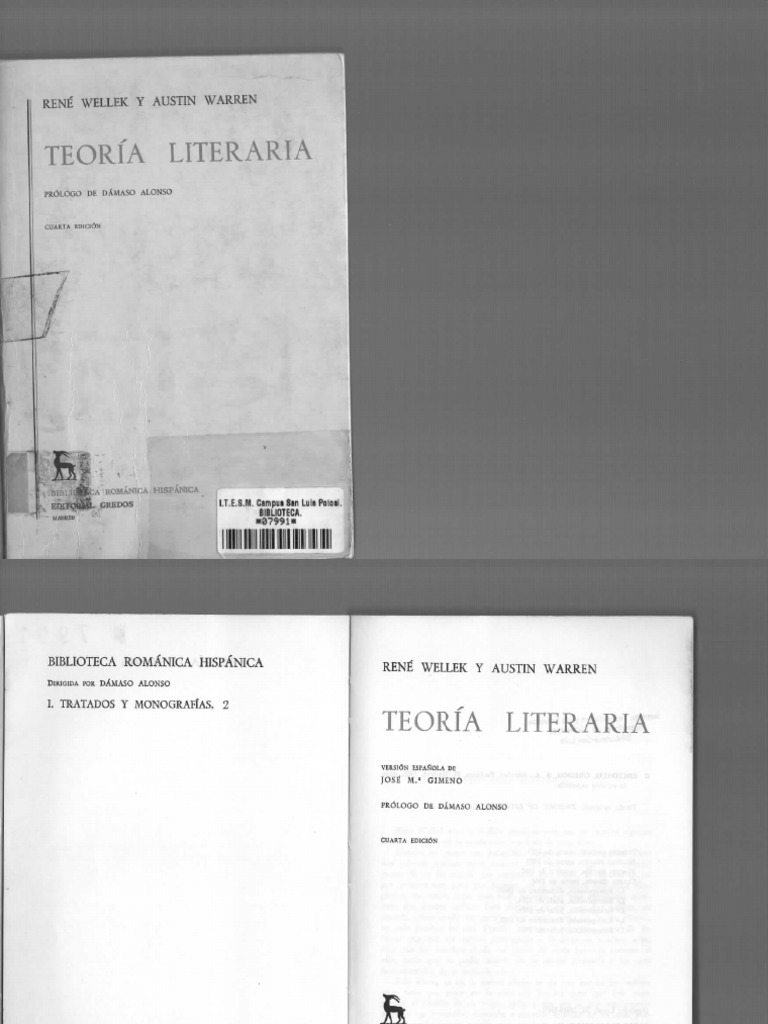 RENÉ WELLEK Y AUSTIN WARREN
TEORÍA LITERARIA
PRÓLOGO DE DÁMASO ALONSO
CUARTA EDICIÓN
BIBLIOTECA ROMÁNICA HISPÁNICA
EDITORIAL GREDOS
MADRID
I.T.E.S.M. Campus San Luis Potosí.
BIBLIOTECA.
*07991*
BIBLIOTECA ROMÁNICA HISPÁNICA
DIRIGIDA POR DÁMASO ALONSO
I. TRATADOS Y MONOGRAFÍAS. 2
RENÉ WELLEK Y AUSTIN WARREN
TEORÍA LITERARIA
VERSIÓN ESPAÑOLA DE
JOSÉ M.ª GIMENO
PRÓLOGO DE DÁMASO ALONSO
CUARTA EDICIÓN